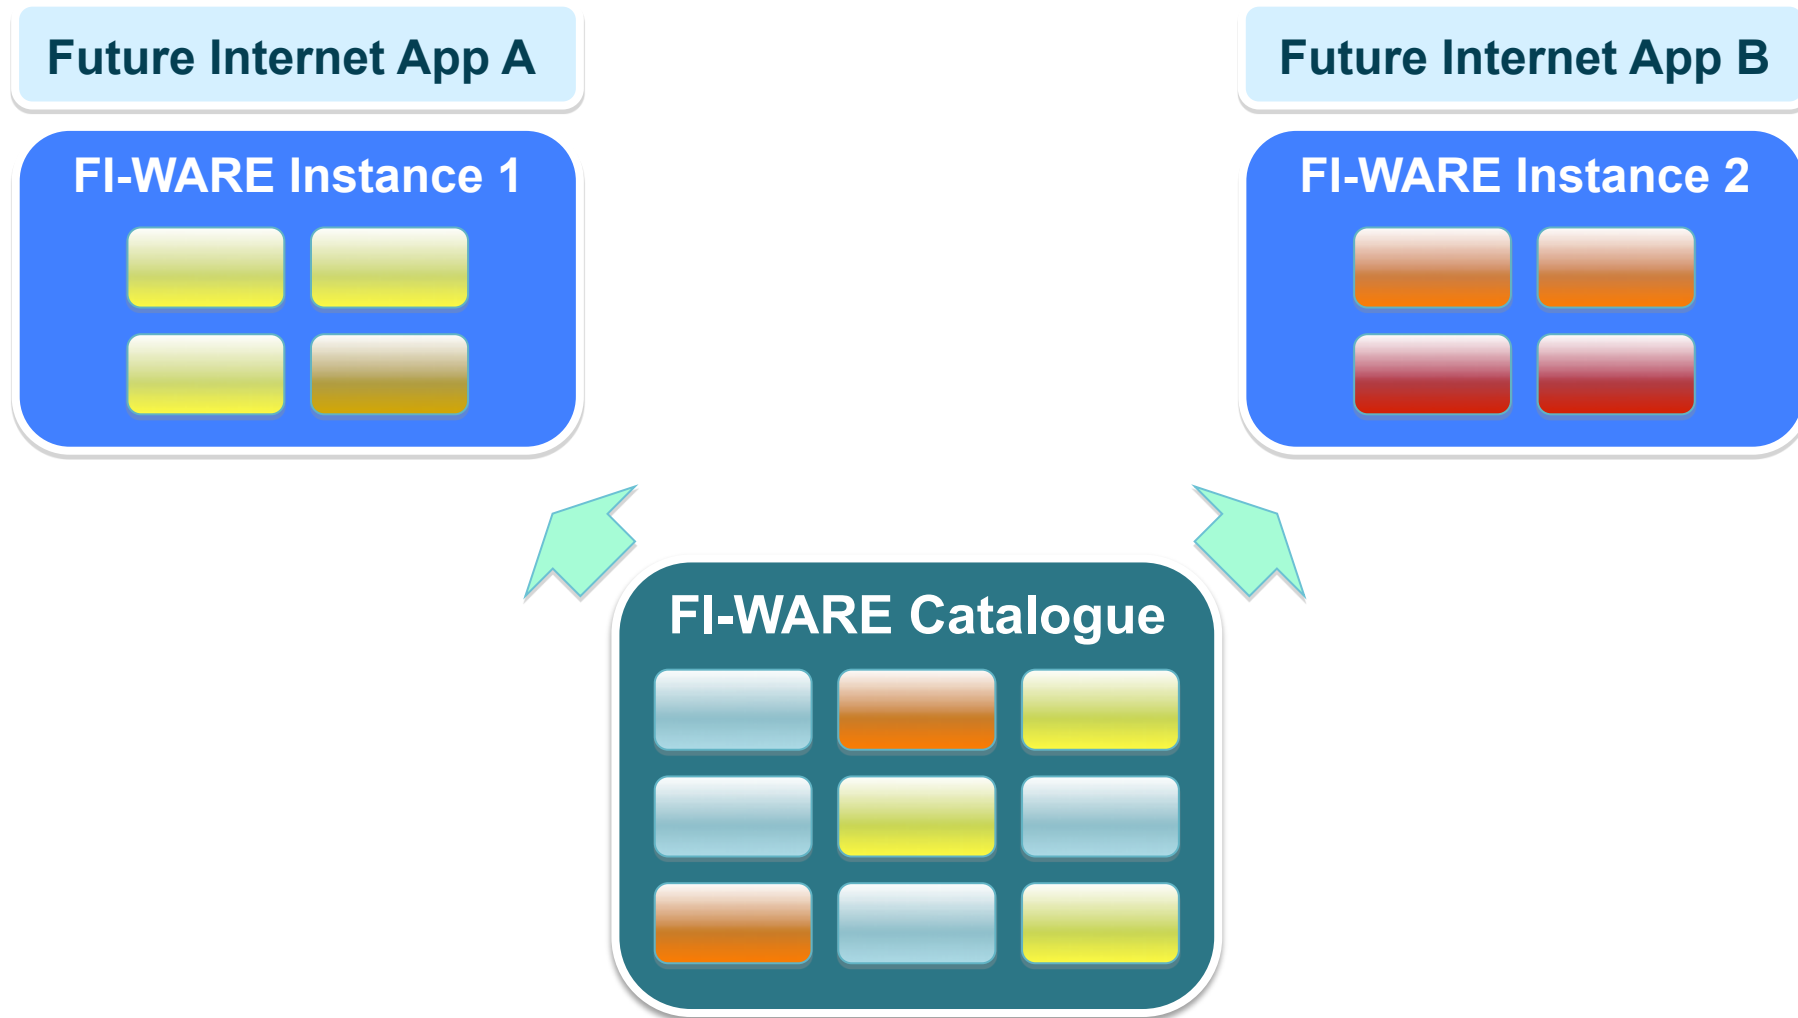 Future Internet App A
Future Internet App B
FI-WARE Instance 1
FI-WARE Instance 2
FI-WARE Catalogue